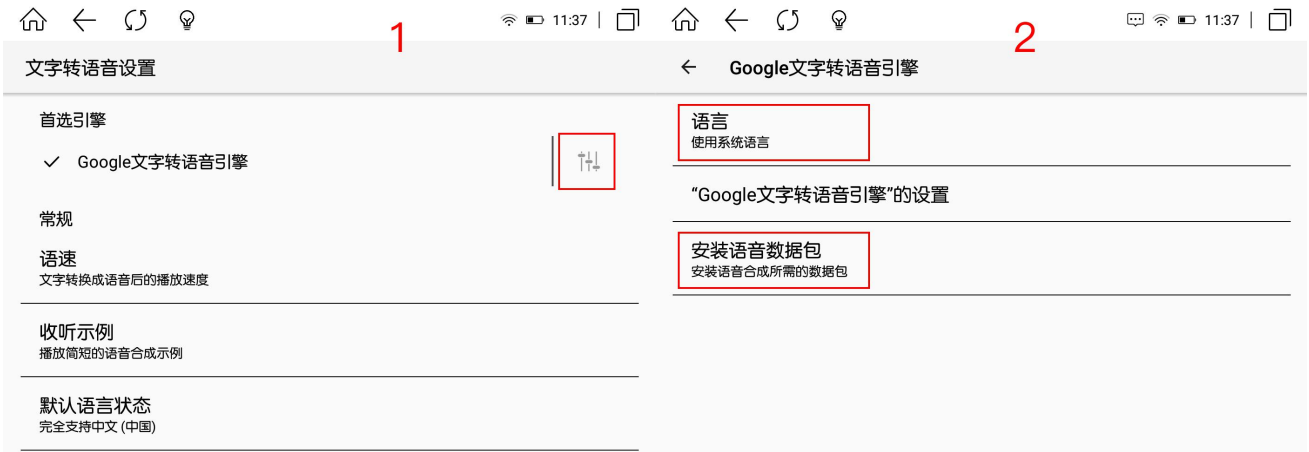 11:37
1
文字转语音设置
首选引擎
Google文字转语音引擎
常规
语速
文字转换成语音后的播放速度
收听示例
播放简短的语音合成示例
默认语言状态
完全支持中文 (中国)
11:37
2
Google文字转语音引擎
语言
使用系统语言
“Google文字转语音引擎”的设置
安装语音数据包
安装语音合成所需的数据包